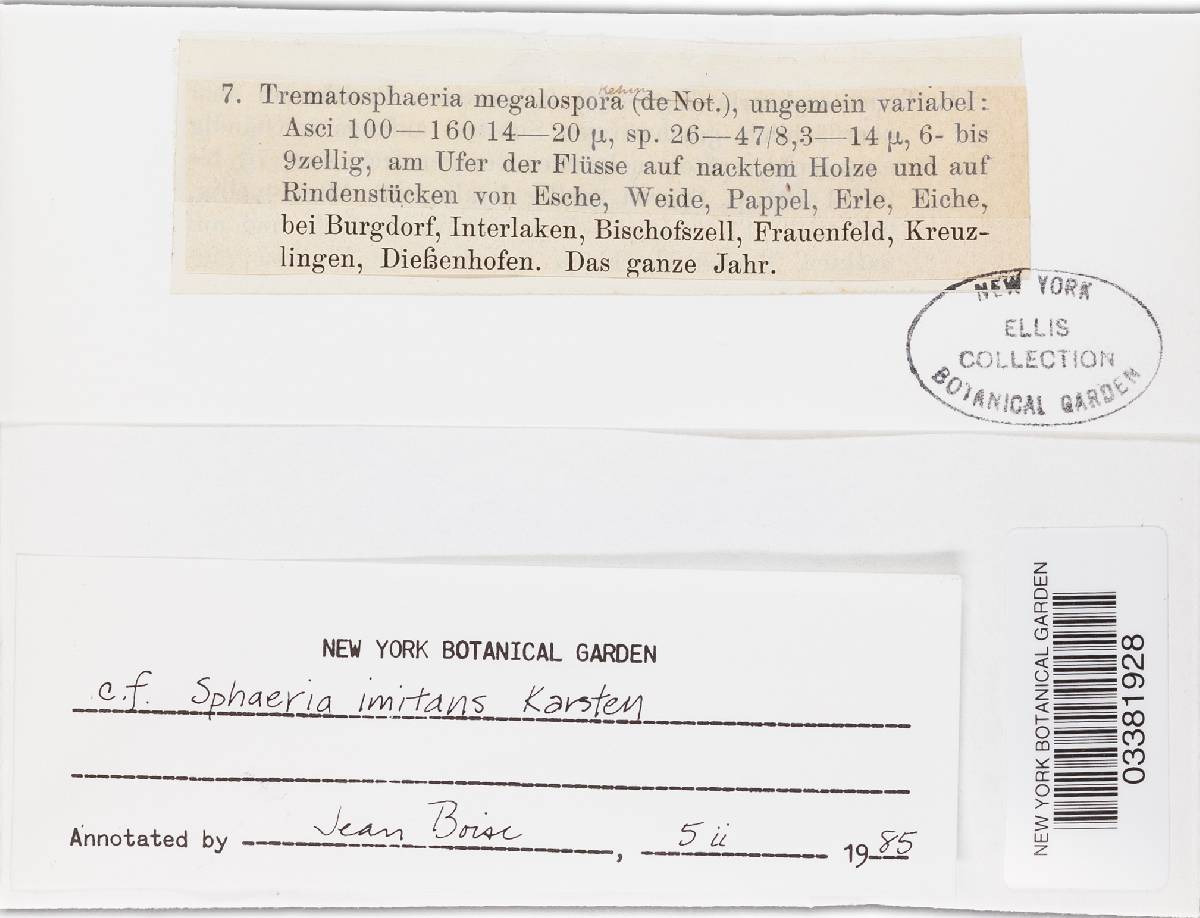 7. Trematosphaeria megalospora (de Not.), ungemein variabel:
Asci 100—160 14—20 µ, sp. 26—47/8,3—14 µ, 6- bis
9zellig, am Ufer der Flüsse auf nacktem Holze und auf
Rindenstücken von Esche, Weide, Pappel, Erle, Eiche,
bei Burgdorf, Interlaken, Bischofszell, Frauenfeld, Kreuz-
lingen, Dießenhofen. Das ganze Jahr.
NEW YORK
ELLIS
COLLECTION
BOTANICAL GARDEN
NEW YORK BOTANICAL GARDEN
c.f. Sphaeria imitans Karsten
Annotated by Jean Boise, 5 ii 1985
NEW YORK BOTANICAL GARDEN
03381928